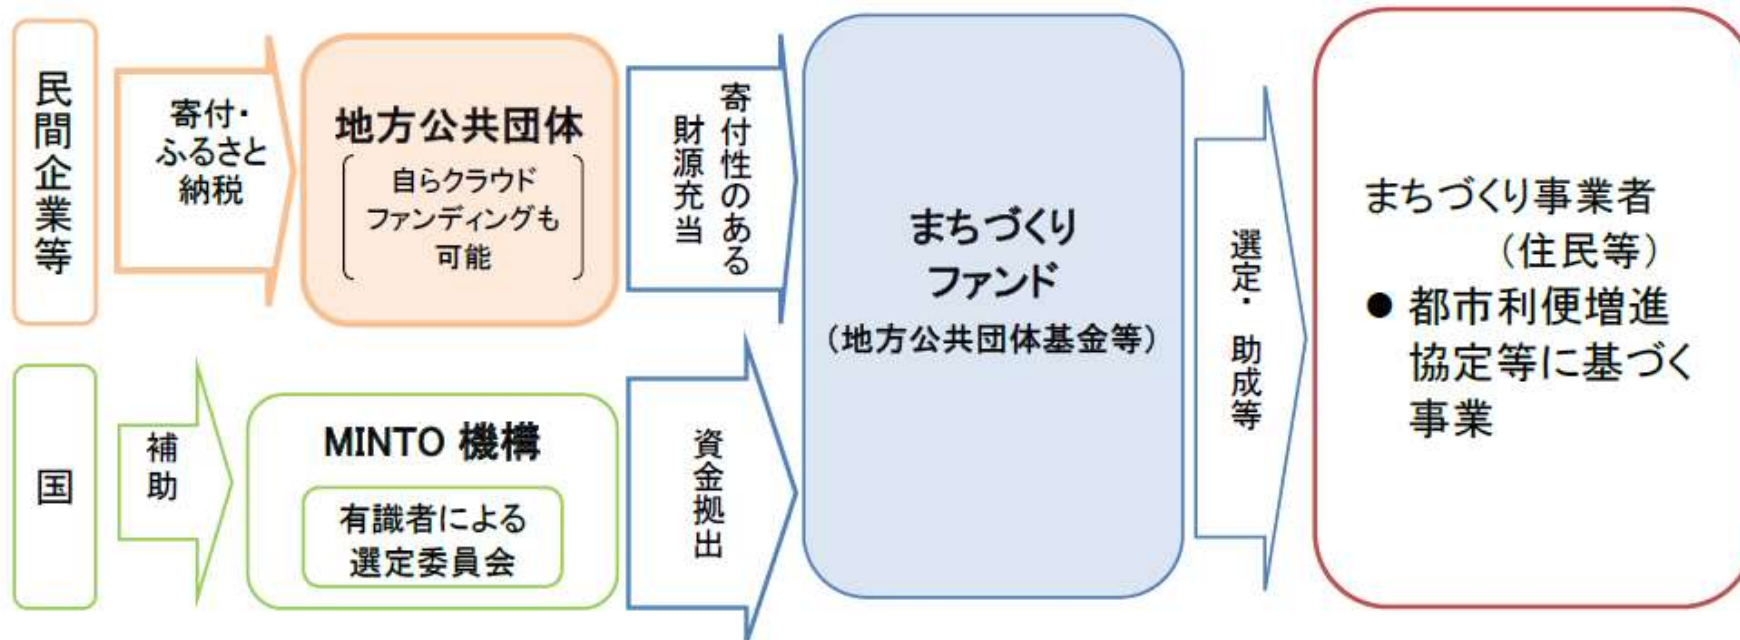 民間企業等
寄付・
ふるさと
納税
地方公共団体
自らクラウド
ファンディングも
可能
寄付性のある
財源充当
まちづくり
ファンド
（地方公共団体基金等）
選定・ 助成等
まちづくり事業者
（住民等）
● 都市利便増進
協定等に基づく
事業
国
補助
MINTO 機構
有識者による
選定委員会
資金拠出